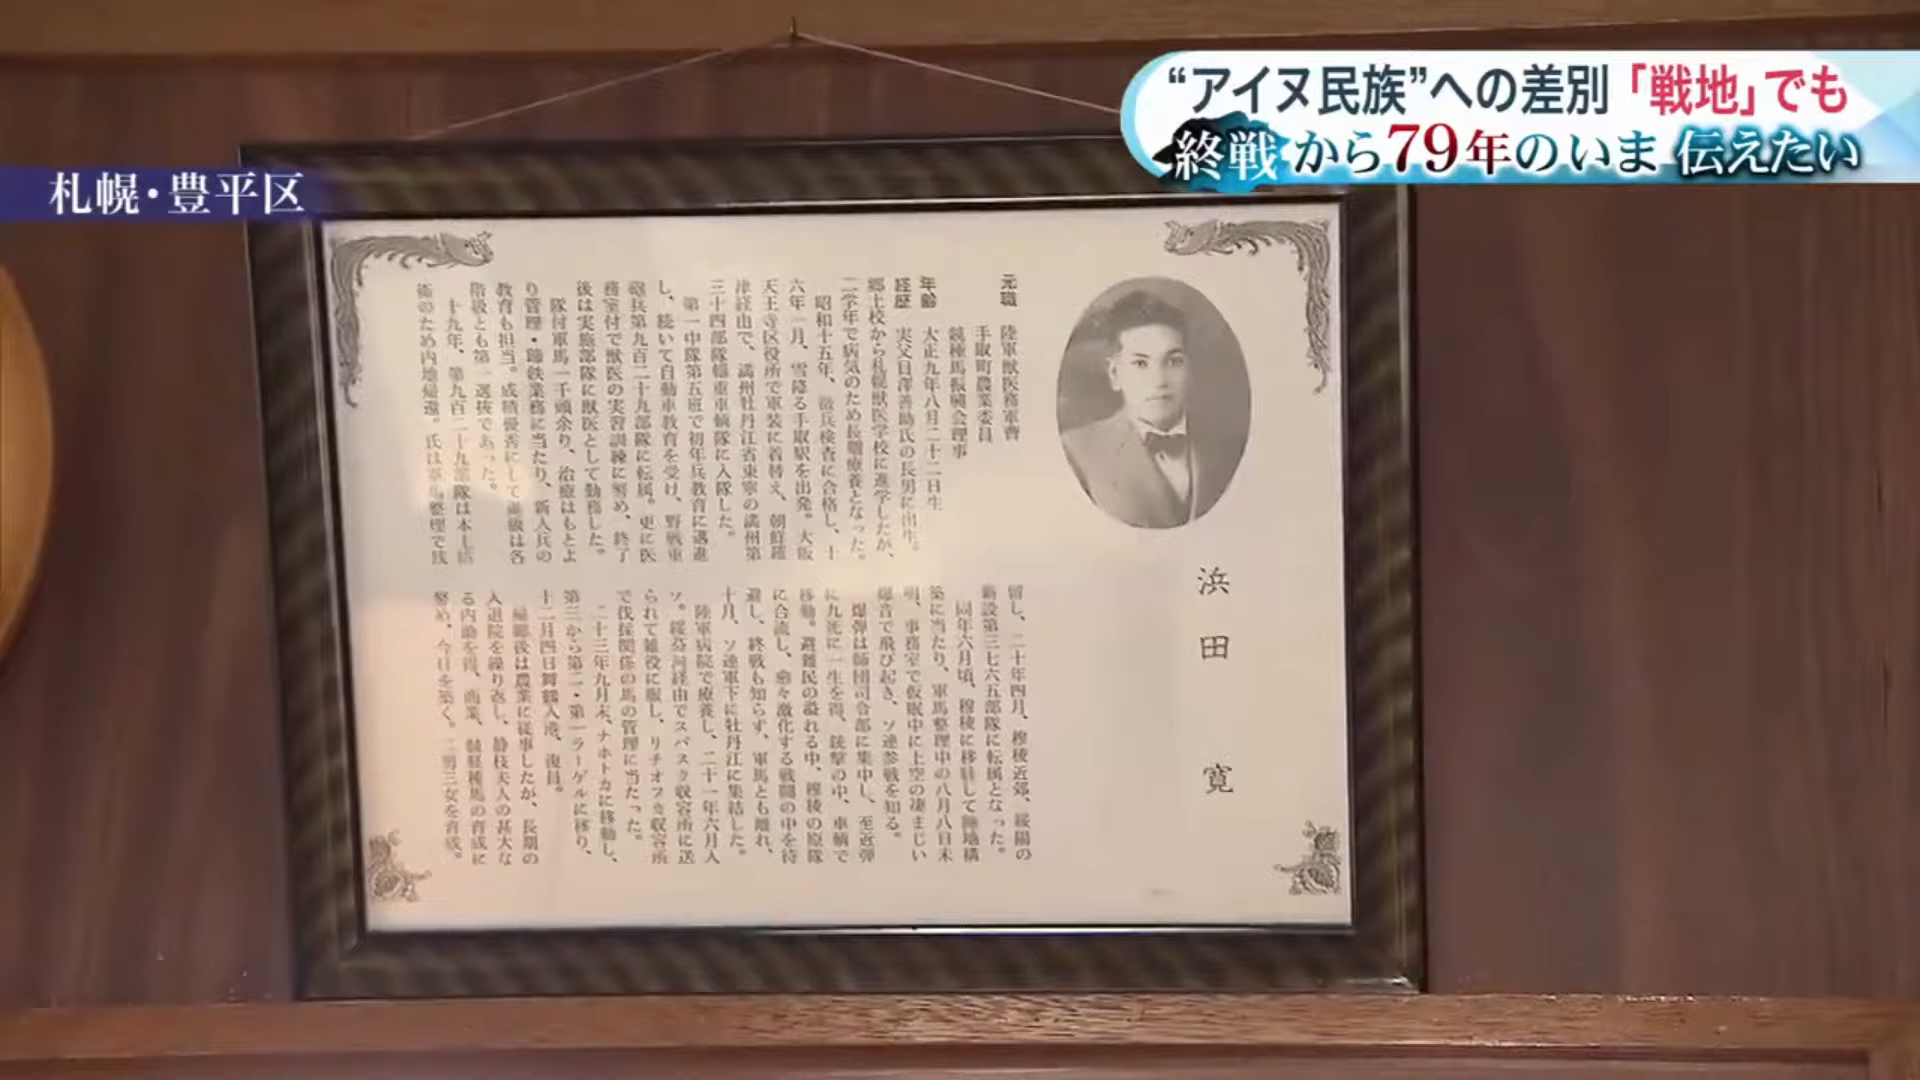 “アイヌ民族”への差別「戦地」でも
終戦から79年のいま 伝えたい
札幌・豊平区
浜田 寛
元職 陸軍獣医務軍曹
手取町農業委員
競種馬振興会理事
年齢 大正九年八月二十二日生
経歴 実父貝澤善助氏の長男に出生。
郷土校から札幌獣医学校に進学したが、
二学年で病気のため長期療養となった。
昭和十五年、徴兵検査に合格し、十
六年一月、雪降る手取駅を出発。大阪
天王寺区役所で軍装に着替え、朝鮮羅
津経由で、満州牡丹江省東寧の満州第
三十四部隊輜重車輌隊に入隊した。
第一中隊第五班で初年兵教育に邁進
し、続いて自動車教育を受け、野戦重
砲兵第九百二十九部隊に転属。更に医
務室付で獣医の実習訓練に努め、終了
後は実施部隊に獣医として勤務した。
隊付軍馬一千頭余り、治療はもとよ
り管理・蹄鉄業務に当たり、新入兵の
教育も担当。成績優秀にして進級は各
階級とも第一選抜であった。
十九年、第九百二十九部隊は本土防
衛のため内地帰還。氏は軍馬整理で残
留し、二十年四月、穆稜近郊、綏陽の
新設第三七六五部隊に転属となった。
同年六月頃、穆稜に移駐して陣地構
築に当たり、軍馬整理中の八月八日未
明、事務室で仮眠中に上空の凄まじい
爆音で飛び起き、ソ連参戦を知る。
爆弾は師団司令部に集中し、至近弾
に九死に一生を得、銃撃の中、車輌で
移動。避難民の溢れる中、穆稜の原隊
に合流し、愈々激化する戦闘の中を待
避し、終戦も知らず、軍馬とも離れ、
十月、ソ連軍下に牡丹江に集結した。
陸軍病院で療養し、二十一年六月入
ソ。綏芬河経由でスパスク収容所に送
られて雑役に服し、リチオフカ収容所
で伐採関係の馬の管理に当たった。
二十三年九月末、ナホトカに移動し、
第三から第二・第一ラーゲルに移り、
十二月四日舞鶴入港、復員。
帰郷後は農業に従事したが、長期の
入退院を繰り返し、静枝夫人の甚大な
る内助を得、商業、競軽種馬の育成に
努め、今日を築く。二男三女を育成。